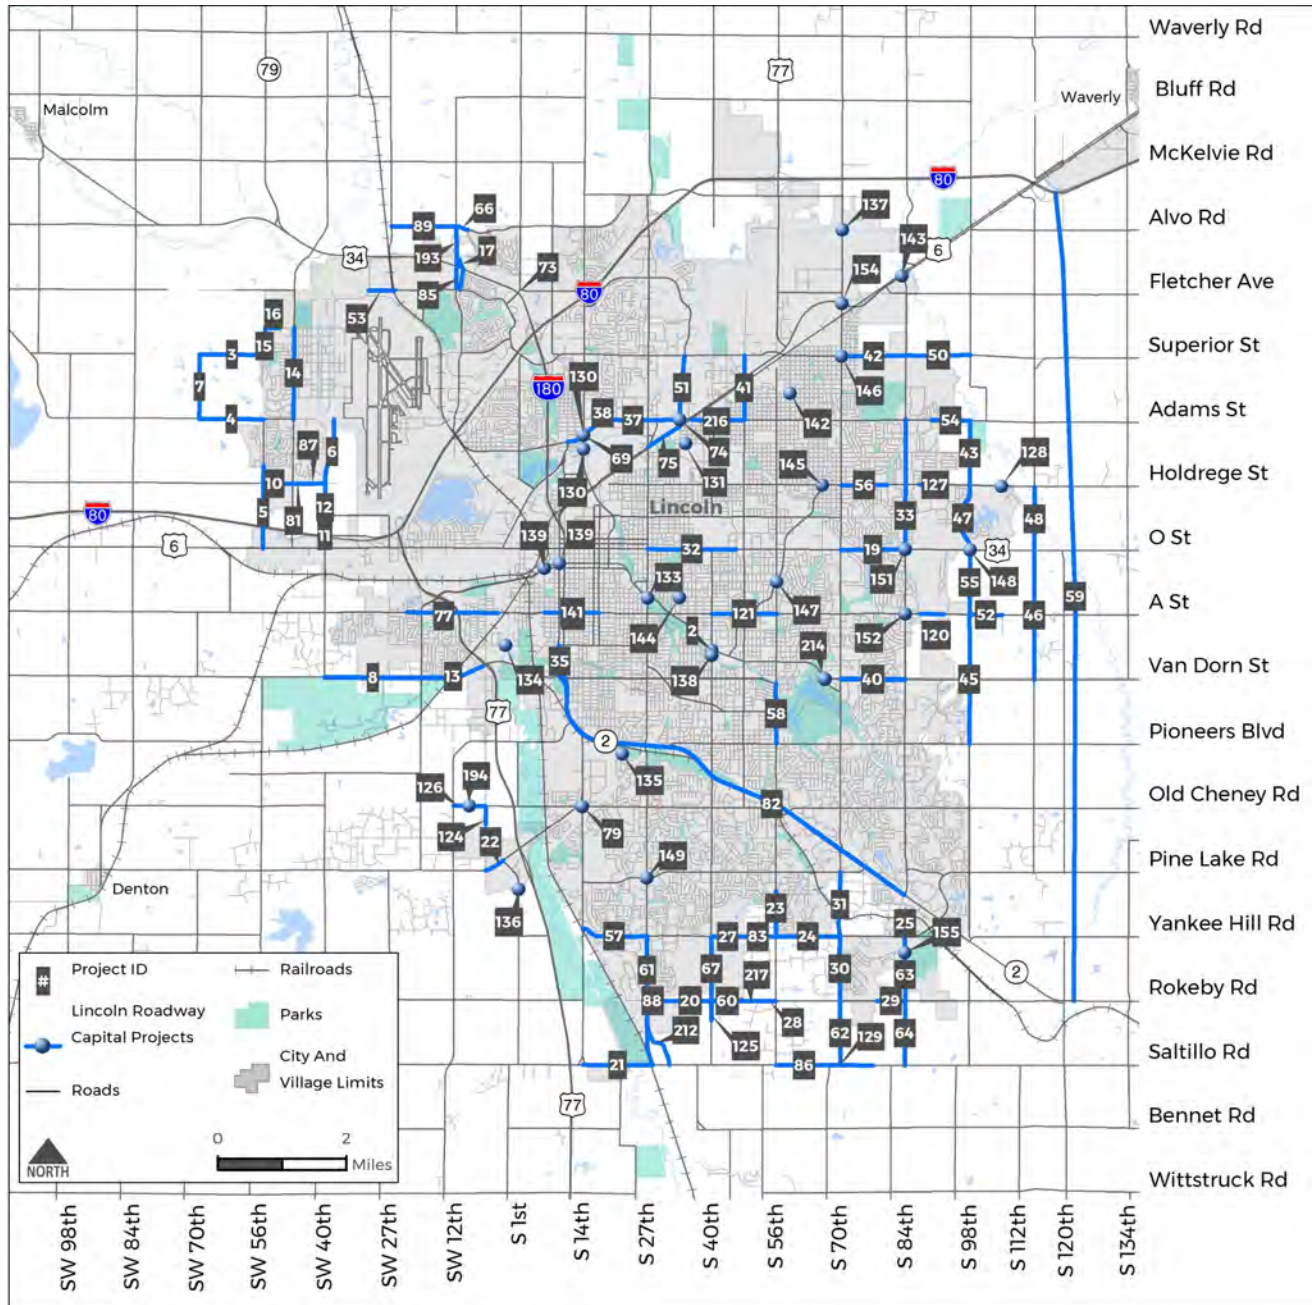 Waverly Rd
79
77
Malcolm
Waverly
Bluff Rd
McKelvie Rd
80
66
137
89
Alvo Rd
143
193
17
6
34
73
154
85
80
Fletcher Ave
16
53
15
3
Superior St
42
50
14
130
180
51
41
7
146
38
37
Adams St
4
216
142
54
87
6
69
75
74
43
145
128
131
Holdrege St
10
56
127
130
Lincoln
80
5
81
12
33
47
48
11
139
139
O St
6
32
19
34
151
148
133
55
59
147
A St
77
141
121
52
46
144
2
152
120
214
35
Van Dorn St
8
13
134
138
40
45
77
58
Pioneers Blvd
2
135
194
126
Old Cheney Rd
82
124
79
22
149
Pine Lake Rd
Denton
136
23
31
25
155
Yankee Hill Rd
57
27
83
24
61
67
217
30
63
2
Rokeby Rd
88
20
60
29
28
212
125
62
129
64
Saltillo Rd
21
86
77
Bennet Rd
Wittstruck Rd
# Project ID
Lincoln Roadway
Capital Projects
Roads
Railroads
Parks
City And
Village Limits
NORTH
0 2
Miles
SW 98th
SW 84th
SW 70th
SW 56th
SW 40th
SW 27th
SW 12th
S 1st
S 14th
S 27th
S 40th
S 56th
S 70th
S 84th
S 98th
S 112th
S 120th
S 134th